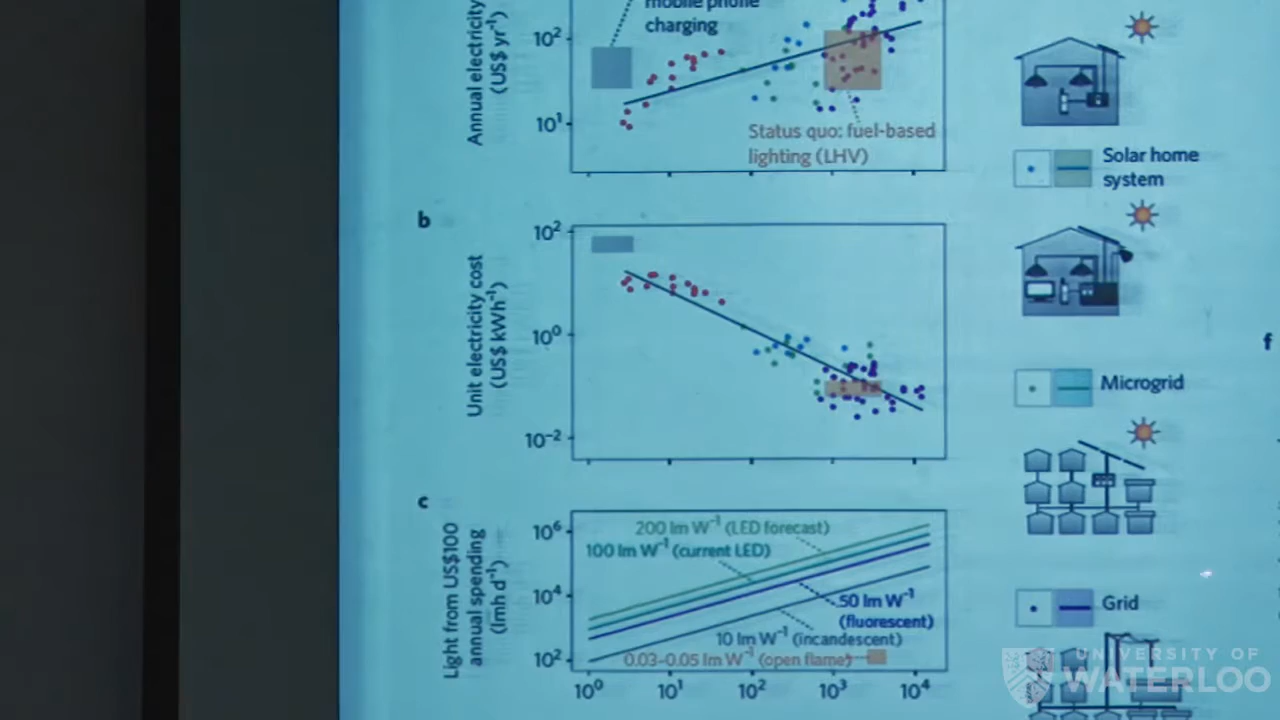 mobile phone
charging
Annual electricity
(US$ yr⁻¹)
10²
10¹
Status quo: fuel-based
lighting (LHV)
Solar home
system
b
Unit electricity cost
(US$ kWh⁻¹)
10²
10⁰
10⁻²
Microgrid
f
c
Light from US$100
annual spending
(lmh d⁻¹)
10⁶
10⁴
10²
200 lm W⁻¹ (LED forecast)
100 lm W⁻¹ (current LED)
50 lm W⁻¹
(fluorescent)
10 lm W⁻¹ (incandescent)
0.03-0.05 lm W⁻¹ (open flame)
10⁰ 10¹ 10² 10³ 10⁴
Grid
UNIVERSITY OF
WATERLOO